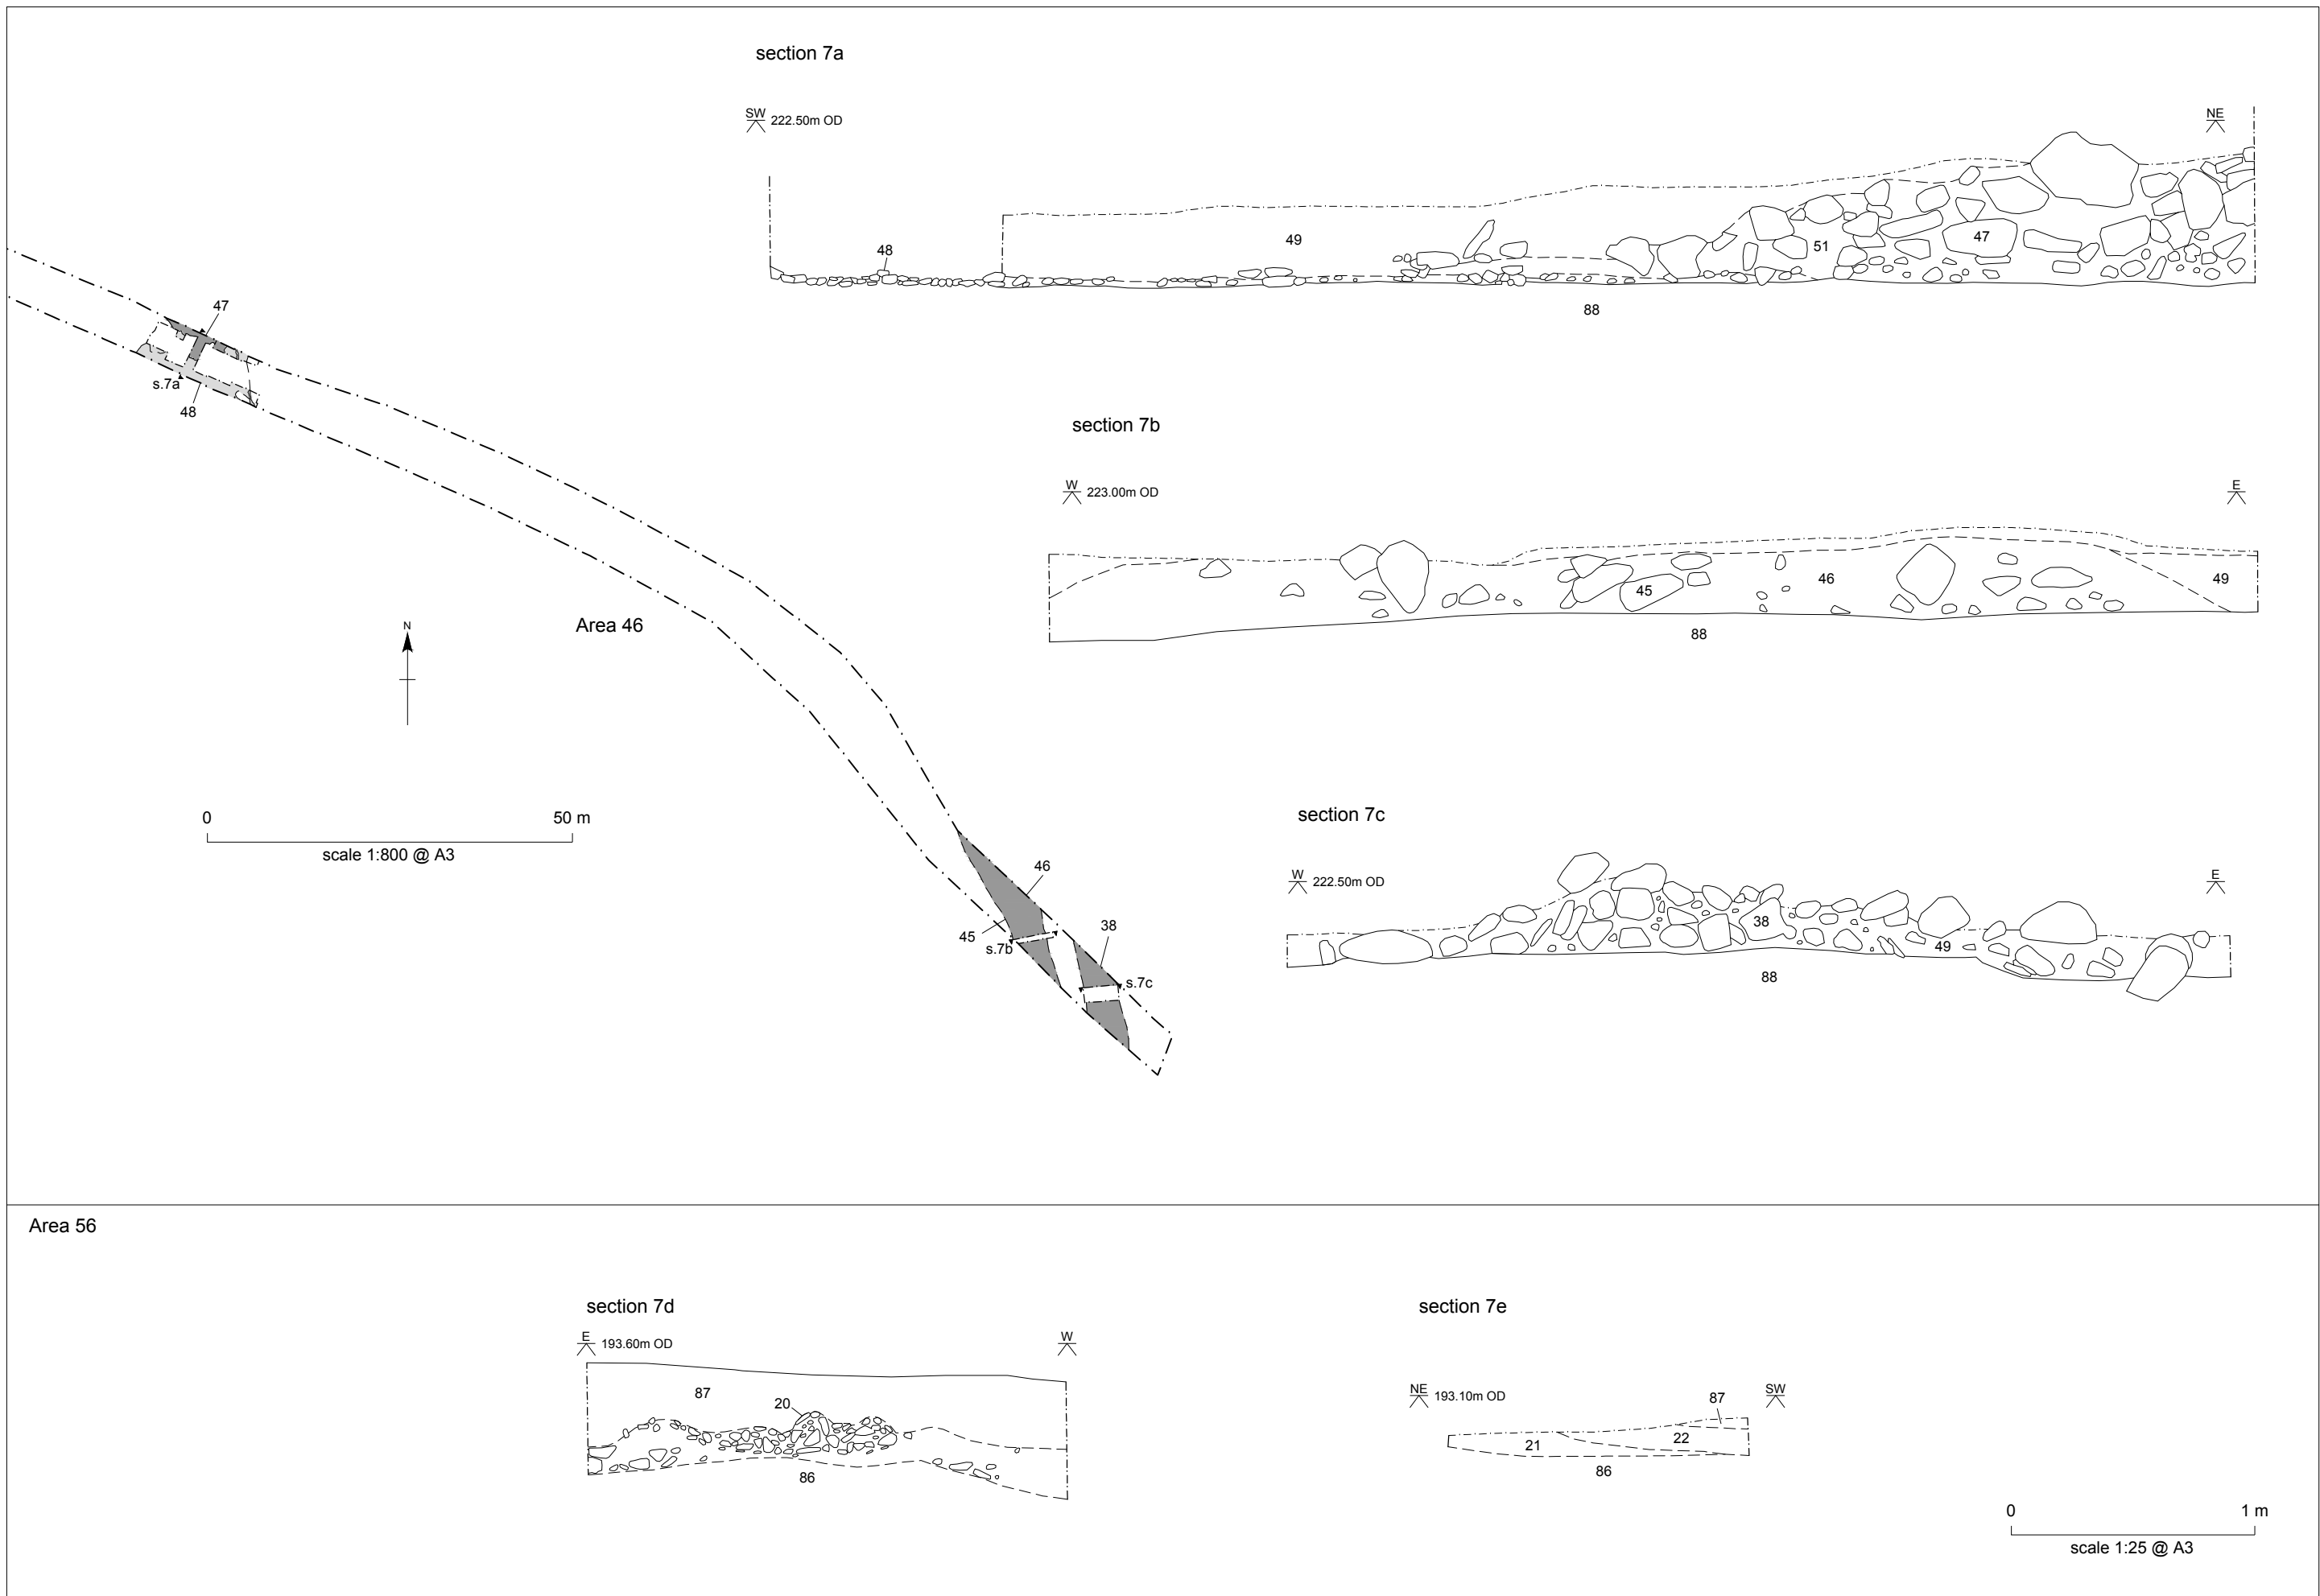 section 7a
SW
222.50m OD
NE
48
49
51
47
88
47
s.7a
48
section 7b
W
223.00m OD
E
45
46
49
88
Area 46
N
0
50 m
scale 1:800 @ A3
46
45
s.7b
38
s.7c
section 7c
W
222.50m OD
E
38
49
88
Area 56
section 7d
E
193.60m OD
W
87
20
86
section 7e
NE
193.10m OD
SW
87
21
22
86
0
1 m
scale 1:25 @ A3